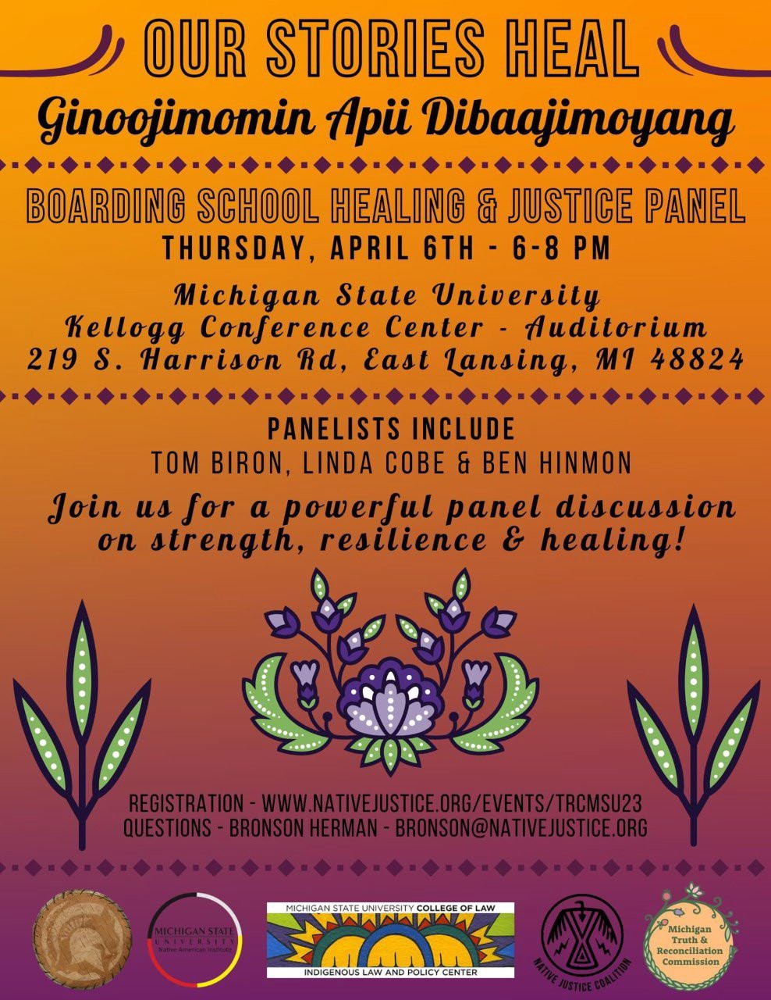 OUR STORIES HEAL
Ginoojimomin Apii Dibaajimoyang
BOARDING SCHOOL HEALING & JUSTICE PANEL
THURSDAY, APRIL 6TH - 6-8 PM
Michigan State University
Kellogg Conference Center - Auditorium
219 S. Harrison Rd, East Lansing, MI 48824
PANELISTS INCLUDE
TOM BIRON, LINDA COBE & BEN HINMON
Join us for a powerful panel discussion
on strength, resilience & healing!
REGISTRATION - WWW.NATIVEJUSTICE.ORG/EVENTS/TRCMSU23
QUESTIONS - BRONSON HERMAN - BRONSON@NATIVEJUSTICE.ORG
MICHIGAN STATE
UNIVERSITY
Native American Institute
MICHIGAN STATE UNIVERSITY COLLEGE OF LAW
INDIGENOUS LAW AND POLICY CENTER
NATIVE JUSTICE COALITION
Michigan
Truth &
Reconciliation
Commission